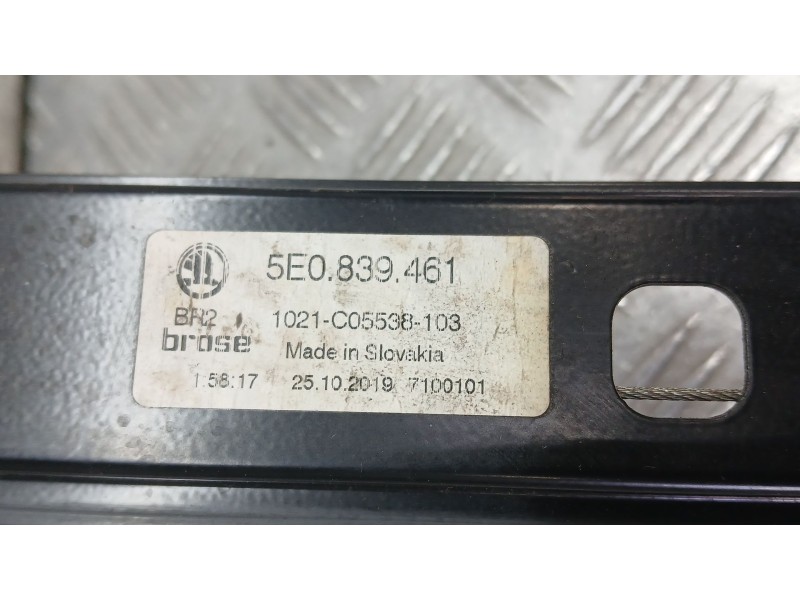 5E0.839.461
BR2 1021-C05538-103
brose Made in Slovakia
1:58:17 25.10.2019 7100101